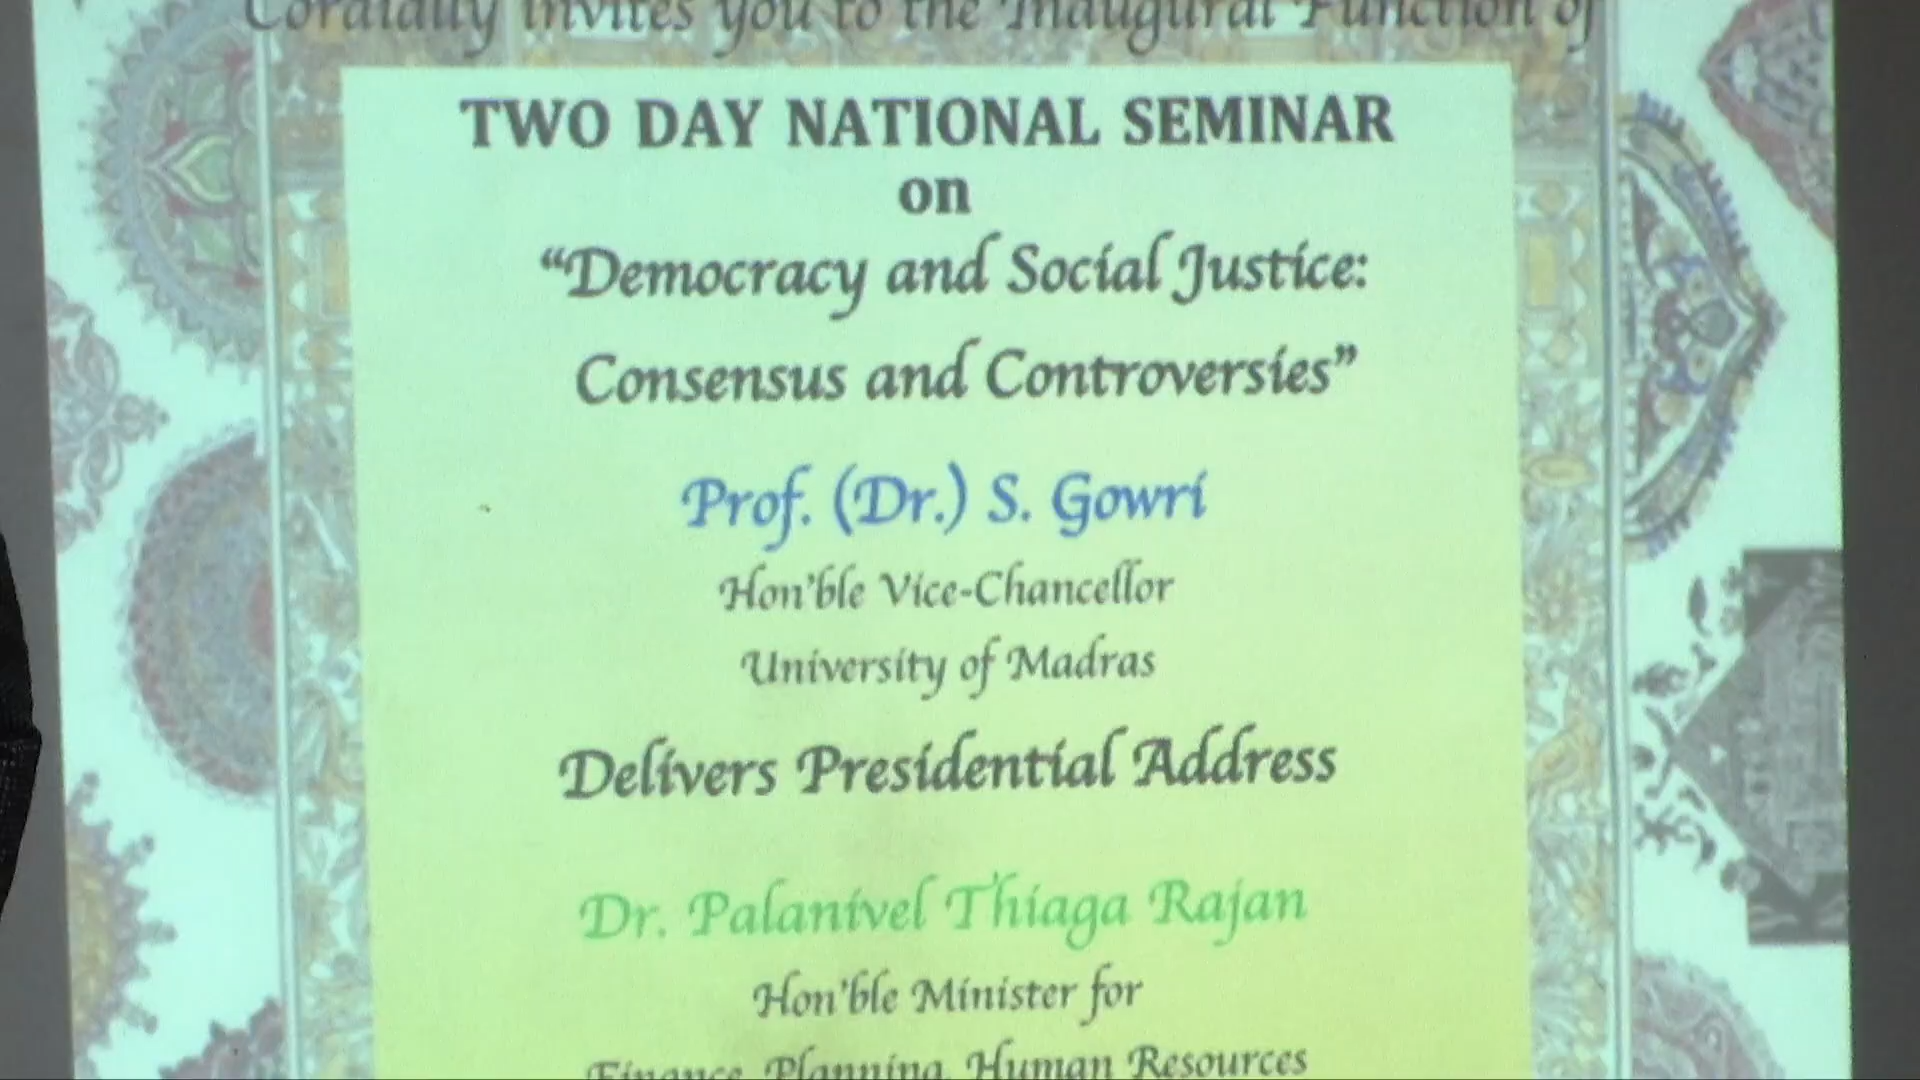 Cordially invites you to the Inaugural Function of
TWO DAY NATIONAL SEMINAR
on
“Democracy and Social Justice:
Consensus and Controversies”
Prof. (Dr.) S. Gowri
Hon'ble Vice-Chancellor
University of Madras
Delivers Presidential Address
Dr. Palanivel Thiaga Rajan
Hon'ble Minister for
Finance, Planning, Human Resources